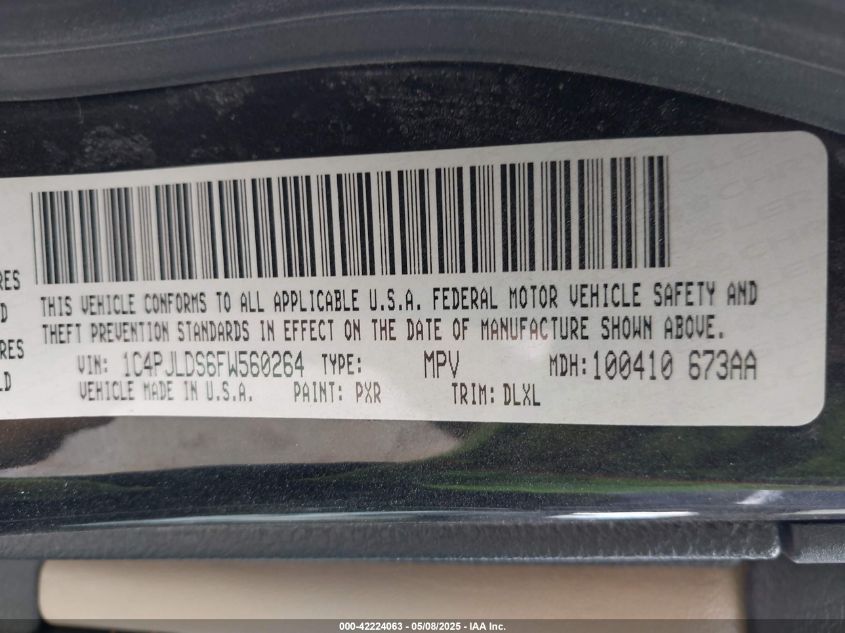 RES
D
RES
LD
THIS VEHICLE CONFORMS TO ALL APPLICABLE U.S.A. FEDERAL MOTOR VEHICLE SAFETY AND
THEFT PREVENTION STANDARDS IN EFFECT ON THE DATE OF MANUFACTURE SHOWN ABOVE.
VIN: 1C4PJLDS6FW560264 TYPE: MPV MDH: 100410 673AA
VEHICLE MADE IN U.S.A. PAINT: PXR TRIM: DLXL
000-42224063 - 05/08/2025 - IAA Inc.